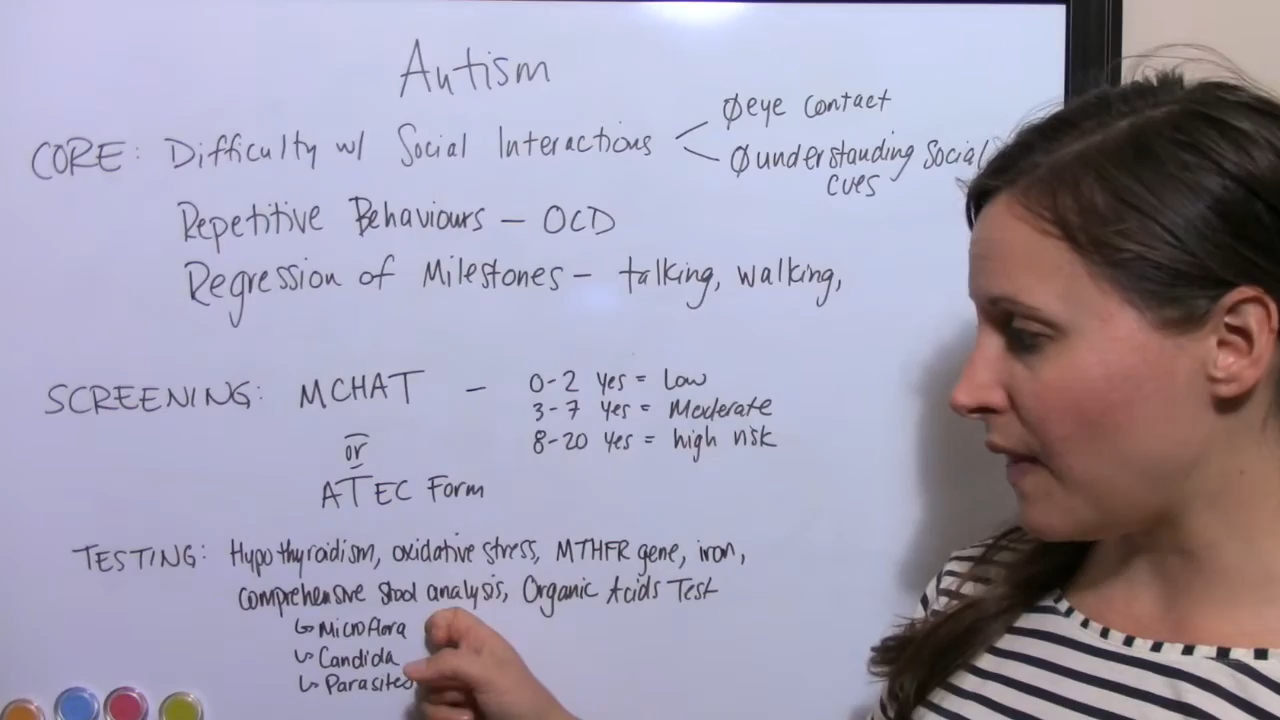 Autism
CORE: Difficulty w/ Social Interactions
Ø eye contact
Ø understanding Social
cues
Repetitive Behaviours - OCD
Regression of Milestones - talking, walking,
SCREENING: MCHAT - 0-2 yes = Low
3-7 yes = Moderate
8-20 yes = high risk
or
ATEC Form
TESTING: Hypothyroidism, oxidative stress, MTHFR gene, iron,
comprehensive stool analysis, Organic Acids Test
↳ Microflora
↳ Candida
↳ Parasites